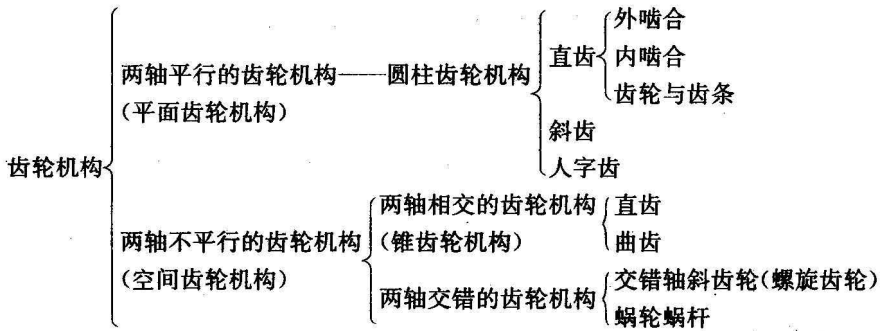 齿轮机构
两轴平行的齿轮机构——圆柱齿轮机构
(平面齿轮机构)
直齿
外啮合
内啮合
齿轮与齿条
斜齿
人字齿
两轴不平行的齿轮机构
(空间齿轮机构)
两轴相交的齿轮机构
(锥齿轮机构)
直齿
曲齿
两轴交错的齿轮机构
交错轴斜齿轮(螺旋齿轮)
蜗轮蜗杆